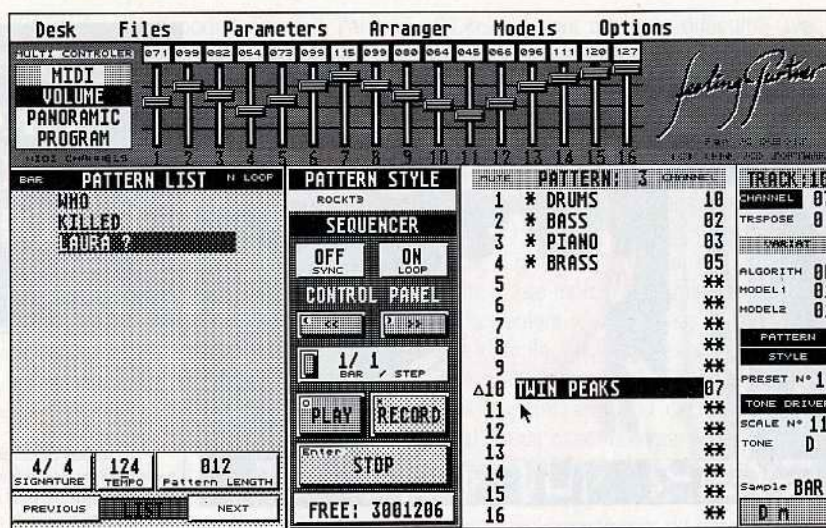 Desk Files Parameters Arranger Models Options
MULTI CONTROLER 071 099 082 054 073 099 115 099 080 064 045 066 096 111 120 127
MIDI
VOLUME
PANORAMIC
PROGRAM
MIDI CHANNELS 1 2 3 4 5 6 7 8 9 10 11 12 13 14 15 16
BAR PATTERN LIST N LOOP
WHO
KILLED
LAURA ?
4/ 4 124 012
SIGNATURE TEMPO Pattern LENGTH
PREVIOUS LIST NEXT
PATTERN STYLE
ROCKT3
SEQUENCER
OFF ON
SYNC LOOP
CONTROL PANEL
< << > >>
1/ 1
BAR / STEP
PLAY RECORD
Enter STOP
FREE: 3001206
MUTE PATTERN: 3 CHANNEL
1 * DRUMS 10
2 * BASS 02
3 * PIANO 03
4 * BRASS 05
5 **
6 **
7 **
8 **
9 **
10 TWIN PEAKS 07
11 **
12 **
13 **
14 **
15 **
16 **
TRACK:10
CHANNEL
TRSPOSE
VARIAT
ALGORITH
MODEL1
MODEL2
PATTERN
STYLE
PRESET N° 1
TONE DRIVER
SCALE N° 11
TONE D
Sample BAR
D m